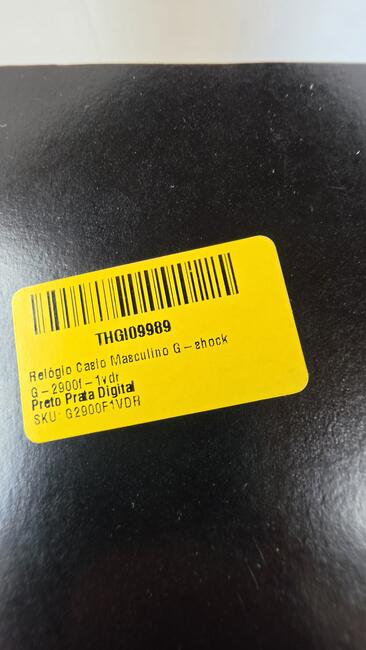 THGI09989
Relógio Casio Masculino G-shock
G-2900f-1vdr
Preto Prata Digital
SKU: G2900F1VDR